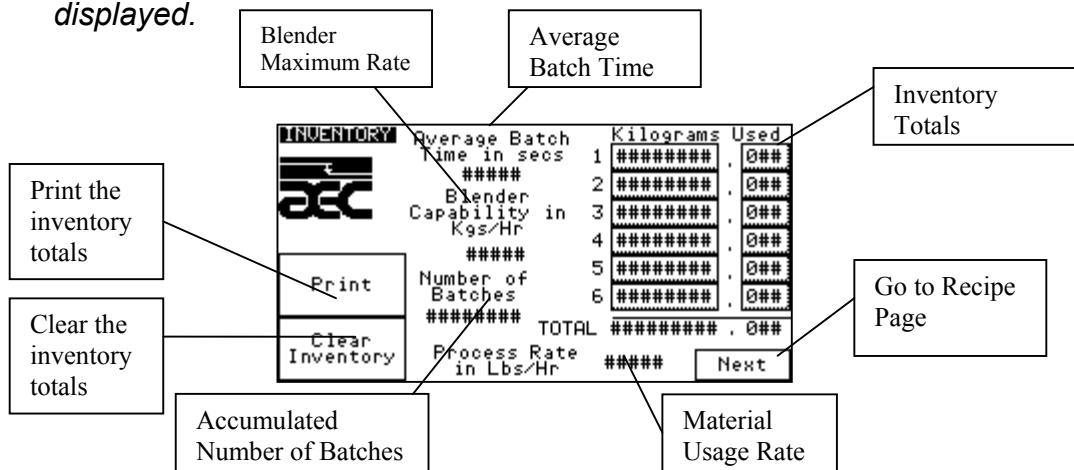 displayed.
Blender
Maximum Rate
Average
Batch Time
Inventory
Totals
Print the
inventory
totals
Clear the
inventory
totals
INVENTORY
aec
Average Batch
Time in secs
#####
Blender
Capability in
Kgs/Hr
#####
Number of
Batches
########
Kilograms Used
1 ######## . 0##
2 ######## . 0##
3 ######## . 0##
4 ######## . 0##
5 ######## . 0##
6 ######## . 0##
TOTAL ######### . 0##
Print
Clear
Inventory
Process Rate
in Lbs/Hr
#####
Next
Go to Recipe
Page
Accumulated
Number of Batches
Material
Usage Rate